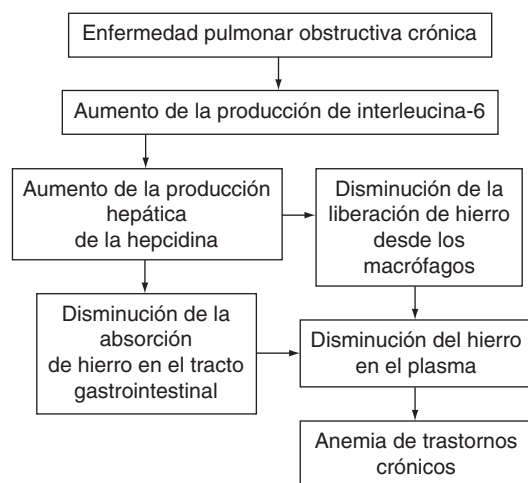 Enfermedad pulmonar obstructiva crónica
Aumento de la producción de interleucina-6
Aumento de la producción
hepática
de la hepcidina
Disminución de la
liberación de hierro
desde los
macrófagos
Disminución de la
absorción
de hierro en el tracto
gastrointestinal
Disminución del hierro
en el plasma
Anemia de trastornos
crónicos